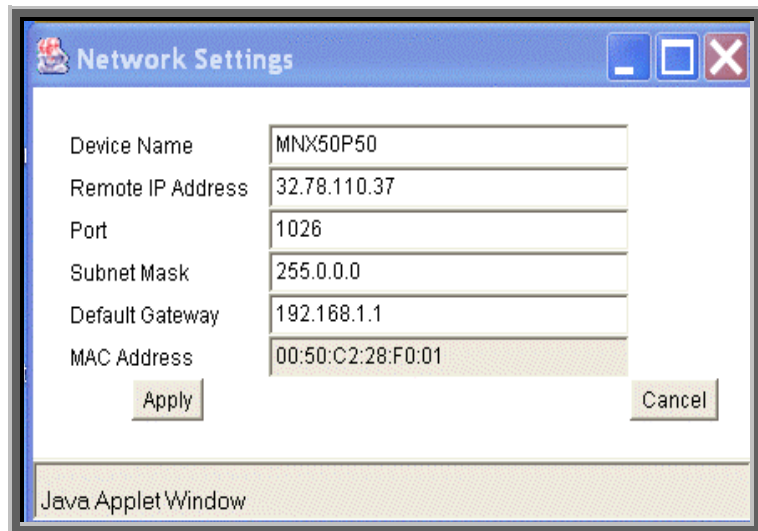 Network Settings
Device Name MNX50P50
Remote IP Address 32.78.110.37
Port 1026
Subnet Mask 255.0.0.0
Default Gateway 192.168.1.1
MAC Address 00:50:C2:28:F0:01
Apply Cancel
Java Applet Window